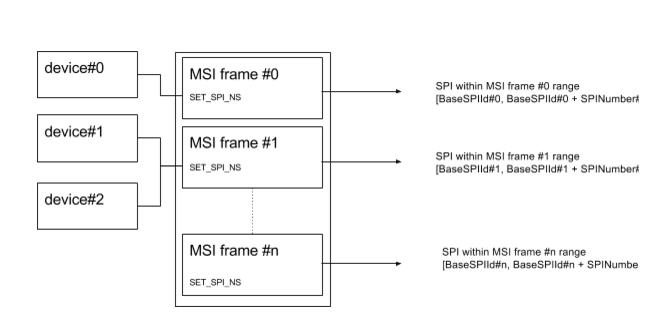 device#0
MSI frame #0
SET_SPI_NS
SPI within MSI frame #0 range
[BaseSPIId#0, BaseSPIId#0 + SPINumber#
device#1
MSI frame #1
SET_SPI_NS
SPI within MSI frame #1 range
[BaseSPIId#1, BaseSPIId#1 + SPINumber#
device#2
MSI frame #n
SET_SPI_NS
SPI within MSI frame #n range
[BaseSPIId#n, BaseSPIId#n + SPINumbe